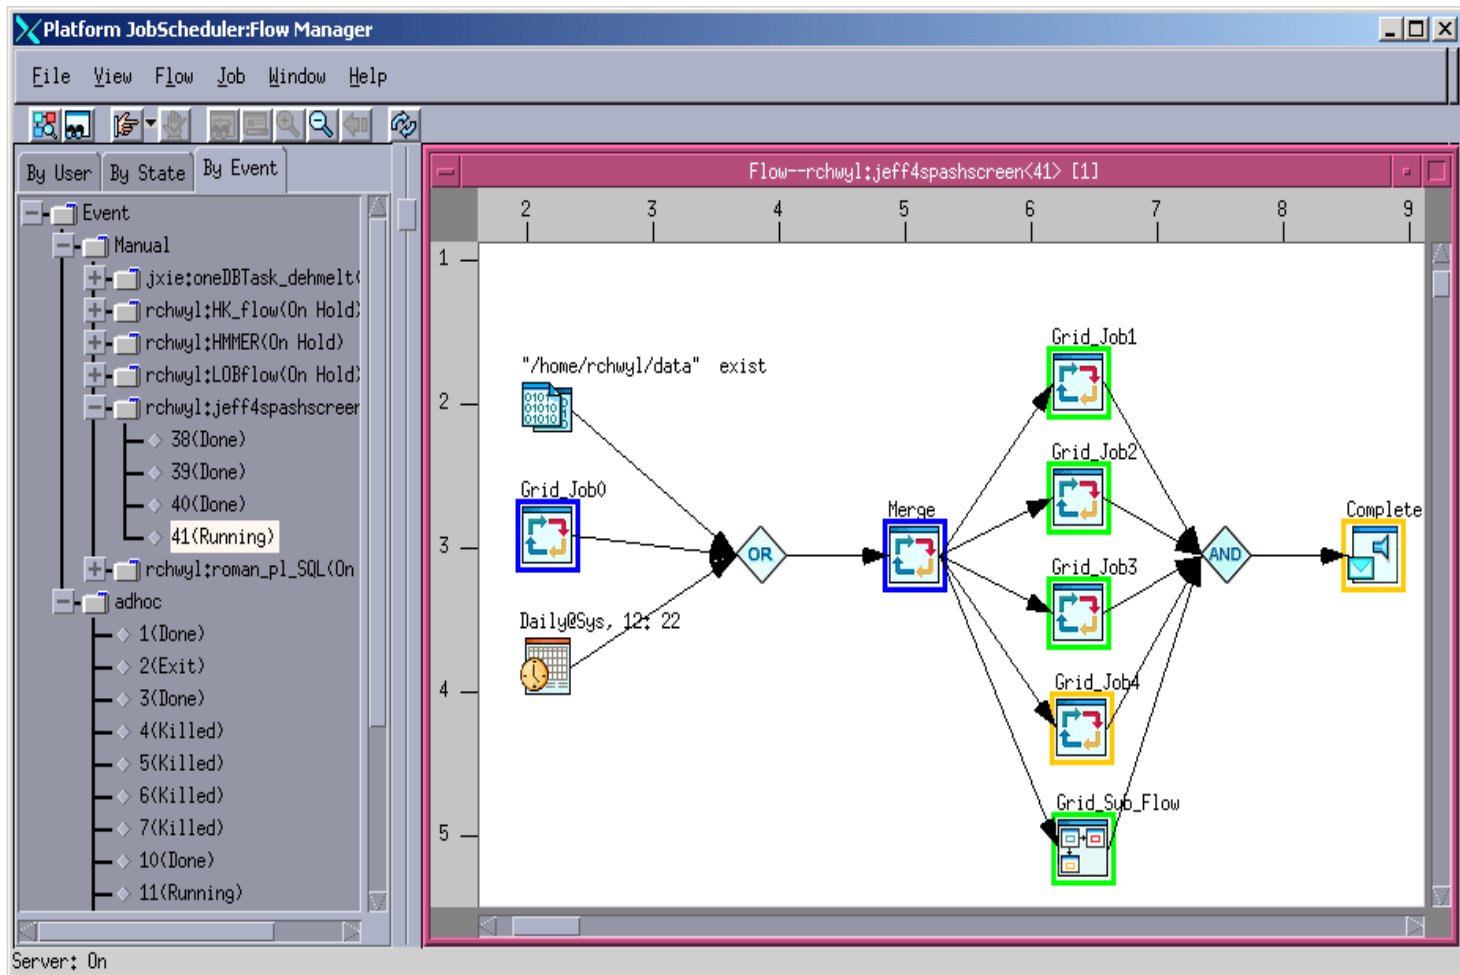 Platform JobScheduler:Flow Manager
File View Flow Job Window Help
By User By State By Event
Event
Manual
jxie:oneDBTask_dehmelt(
rchwyl:HK_flow(On Hold)
rchwyl:HMMER(On Hold)
rchwyl:LOBflow(On Hold)
rchwyl:jeff4spashscreen
38(Done)
39(Done)
40(Done)
41(Running)
rchwyl:roman_pl_SQL(On
adhoc
1(Done)
2(Exit)
3(Done)
4(Killed)
5(Killed)
6(Killed)
7(Killed)
10(Done)
11(Running)
Flow--rchwyl:jeff4spashscreen<41> [1]
2 3 4 5 6 7 8 9
1
2
3
4
5
"/home/rchwyl/data" exist
Grid_Job0
Daily@Sys, 12: 22
OR
Merge
Grid_Job1
Grid_Job2
Grid_Job3
Grid_Job4
Grid_Sub_Flow
AND
Complete
Server: On